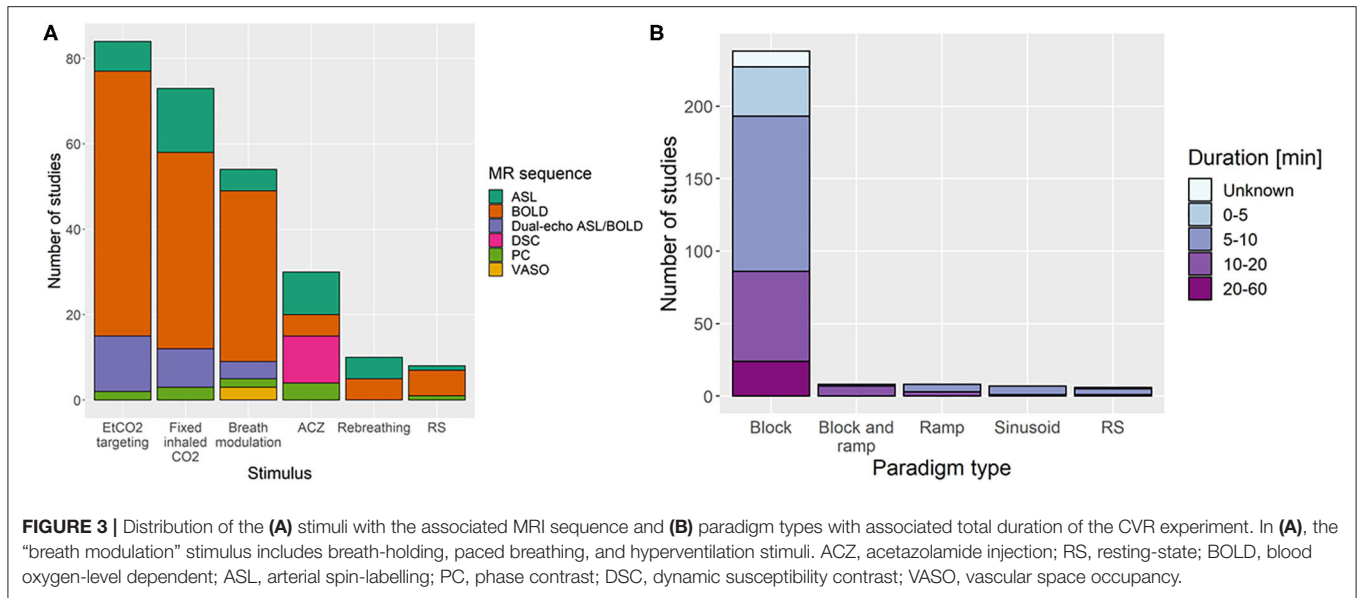 A
80
60
40
20
0
Number of studies
EtCO2 targeting
Fixed inhaled CO2
Breath modulation
ACZ
Rebreathing
RS
Stimulus
MR sequence
ASL
BOLD
Dual-echo ASL/BOLD
DSC
PC
VASO
B
200
150
100
50
0
Number of studies
Block
Block and ramp
Ramp
Sinusoid
RS
Paradigm type
Duration [min]
Unknown
0-5
5-10
10-20
20-60
FIGURE 3 | Distribution of the (A) stimuli with the associated MRI sequence and (B) paradigm types with associated total duration of the CVR experiment. In (A), the
"breath modulation" stimulus includes breath-holding, paced breathing, and hyperventilation stimuli. ACZ, acetazolamide injection; RS, resting-state; BOLD, blood
oxygen-level dependent; ASL, arterial spin-labelling; PC, phase contrast; DSC, dynamic susceptibility contrast; VASO, vascular space occupancy.